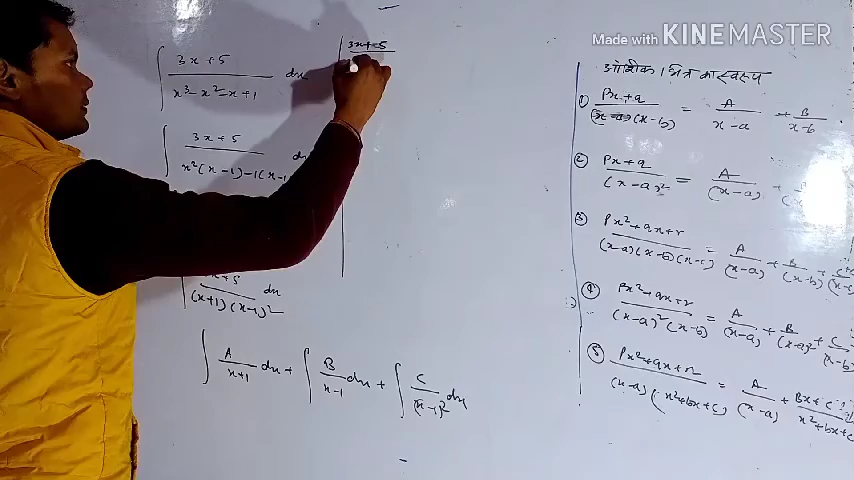 Made with KINEMASTER
∫ 3x+5 / x³-x²-x+1 dx
∫ 3x+5 / x²(x-1)-1(x-1
x+5 / (x+1)(x-1)² dx
∫ A/x+1 dx + ∫ B/x-1 dx + ∫ C/(x-1)² dx
3x+5
① Px+q / (x-a)(x-b) = A/x-a + B/x-b
② Px+q / (x-a)² = A/(x-a) +
③ Px²+qx+r / (x-a)(x-b)(x-c) = A/(x-a) + B/(x-b) +
④ Px²+qx+r / (x-a)²(x-b) = A/(x-a) + B/(x-a)² + C/(x-b)
⑤ Px²+qx+r / (x-a)(x²+bx+c) = A/(x-a) + Bx+C / x²+bx+c